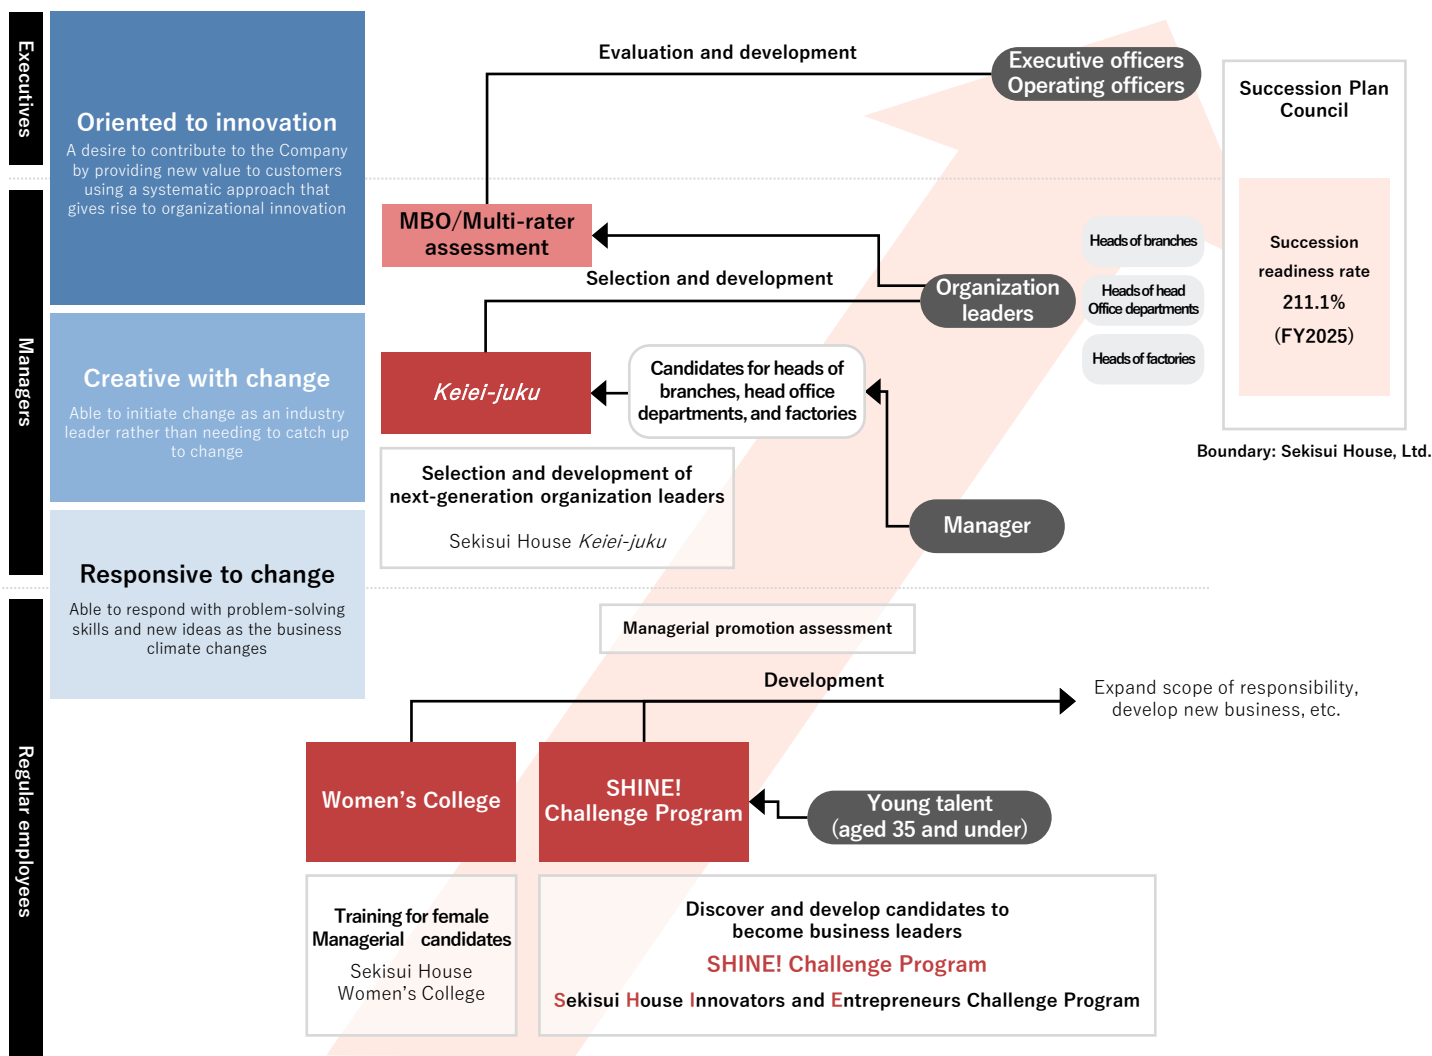 Executives
Managers
Regular employees
Oriented to innovation
A desire to contribute to the Company
by providing new value to customers
using a systematic approach that
gives rise to organizational innovation
Creative with change
Able to initiate change as an industry
leader rather than needing to catch up
to change
Responsive to change
Able to respond with problem-solving
skills and new ideas as the business
climate changes
Evaluation and development
Executive officers
Operating officers
MBO/Multi-rater
assessment
Selection and development
Organization
leaders
Heads of branches
Heads of head
Office departments
Heads of factories
Succession Plan
Council
Succession
readiness rate
211.1%
(FY2025)
Boundary: Sekisui House, Ltd.
Keiei-juku
Candidates for heads of
branches, head office
departments, and factories
Selection and development of
next-generation organization leaders
Sekisui House Keiei-juku
Manager
Managerial promotion assessment
Development
Expand scope of responsibility,
develop new business, etc.
Women's College
SHINE!
Challenge Program
Young talent
(aged 35 and under)
Training for female
Managerial candidates
Sekisui House
Women's College
Discover and develop candidates to
become business leaders
SHINE! Challenge Program
Sekisui House Innovators and Entrepreneurs Challenge Program